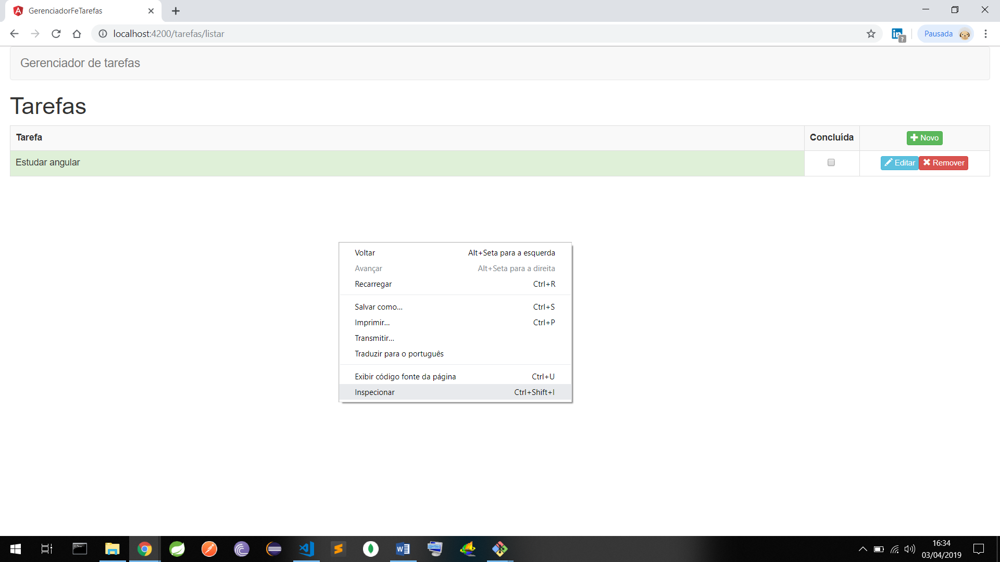 GerenciadorFeTarefas
localhost:4200/tarefas/listar
Pausada
Gerenciador de tarefas
Tarefas
Tarefa Concluída Novo
Estudar angular Editar Remover
Voltar Alt+Seta para a esquerda
Avançar Alt+Seta para a direita
Recarregar Ctrl+R
Salvar como... Ctrl+S
Imprimir... Ctrl+P
Transmitir...
Traduzir para o português
Exibir código fonte da página Ctrl+U
Inspecionar Ctrl+Shift+I
16:34
03/04/2019